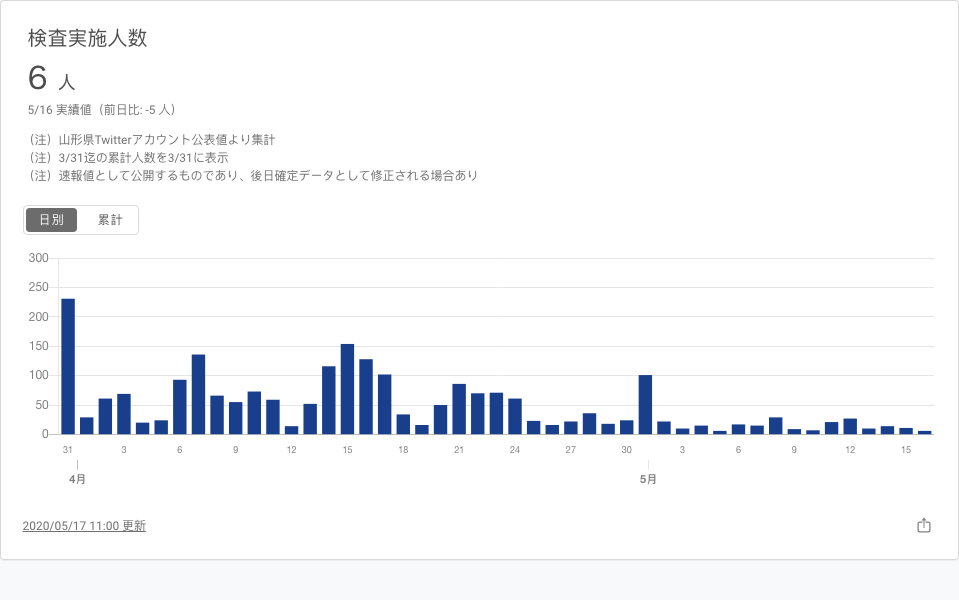 検査実施人数
6 人
5/16 実績値（前日比: -5 人）
（注）山形県Twitterアカウント公表値より集計
（注）3/31迄の累計人数を3/31に表示
（注）速報値として公開するものであり、後日確定データとして修正される場合あり
日別 累計
300
250
200
150
100
50
0
31 3 6 9 12 15 18 21 24 27 30 3 6 9 12 15
4月 5月
2020/05/17 11:00 更新